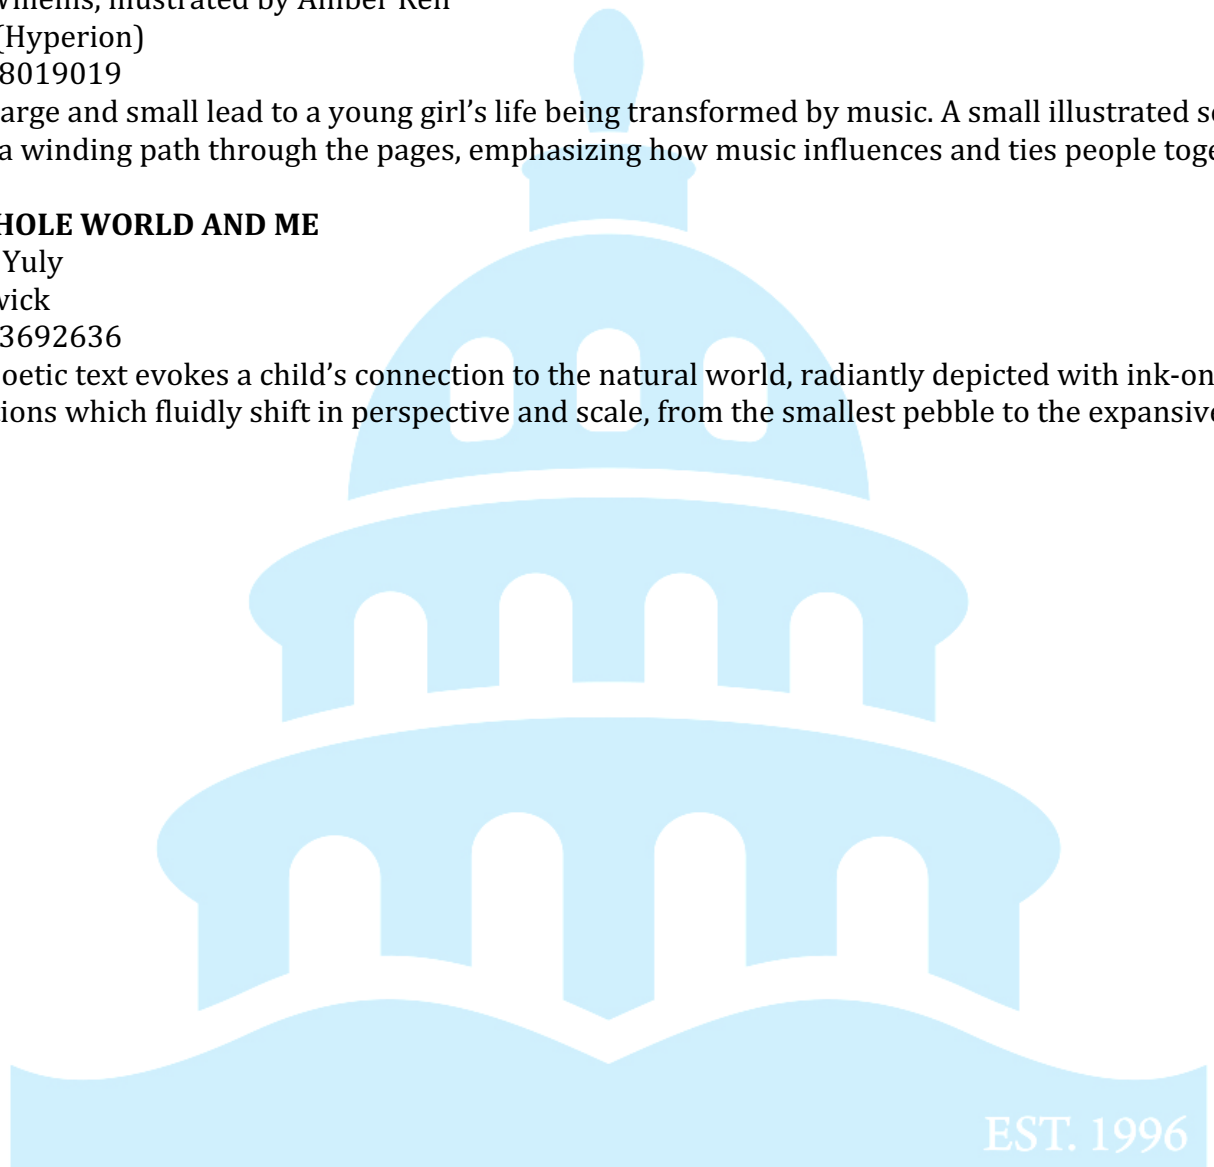 Willems, illustrated by Amber Ren
(Hyperion)
8019019
arge and small lead to a young girl’s life being transformed by music. A small illustrated
a winding path through the pages, emphasizing how music influences and ties people toge
HOLE WORLD AND ME
Yuly
wick
3692636
oetic text evokes a child’s connection to the natural world, radiantly depicted with ink-on
ions which fluidly shift in perspective and scale, from the smallest pebble to the expansive
EST. 1996